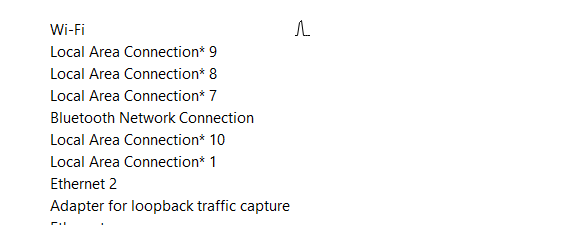 Wi-Fi
Local Area Connection* 9
Local Area Connection* 8
Local Area Connection* 7
Bluetooth Network Connection
Local Area Connection* 10
Local Area Connection* 1
Ethernet 2
Adapter for loopback traffic capture